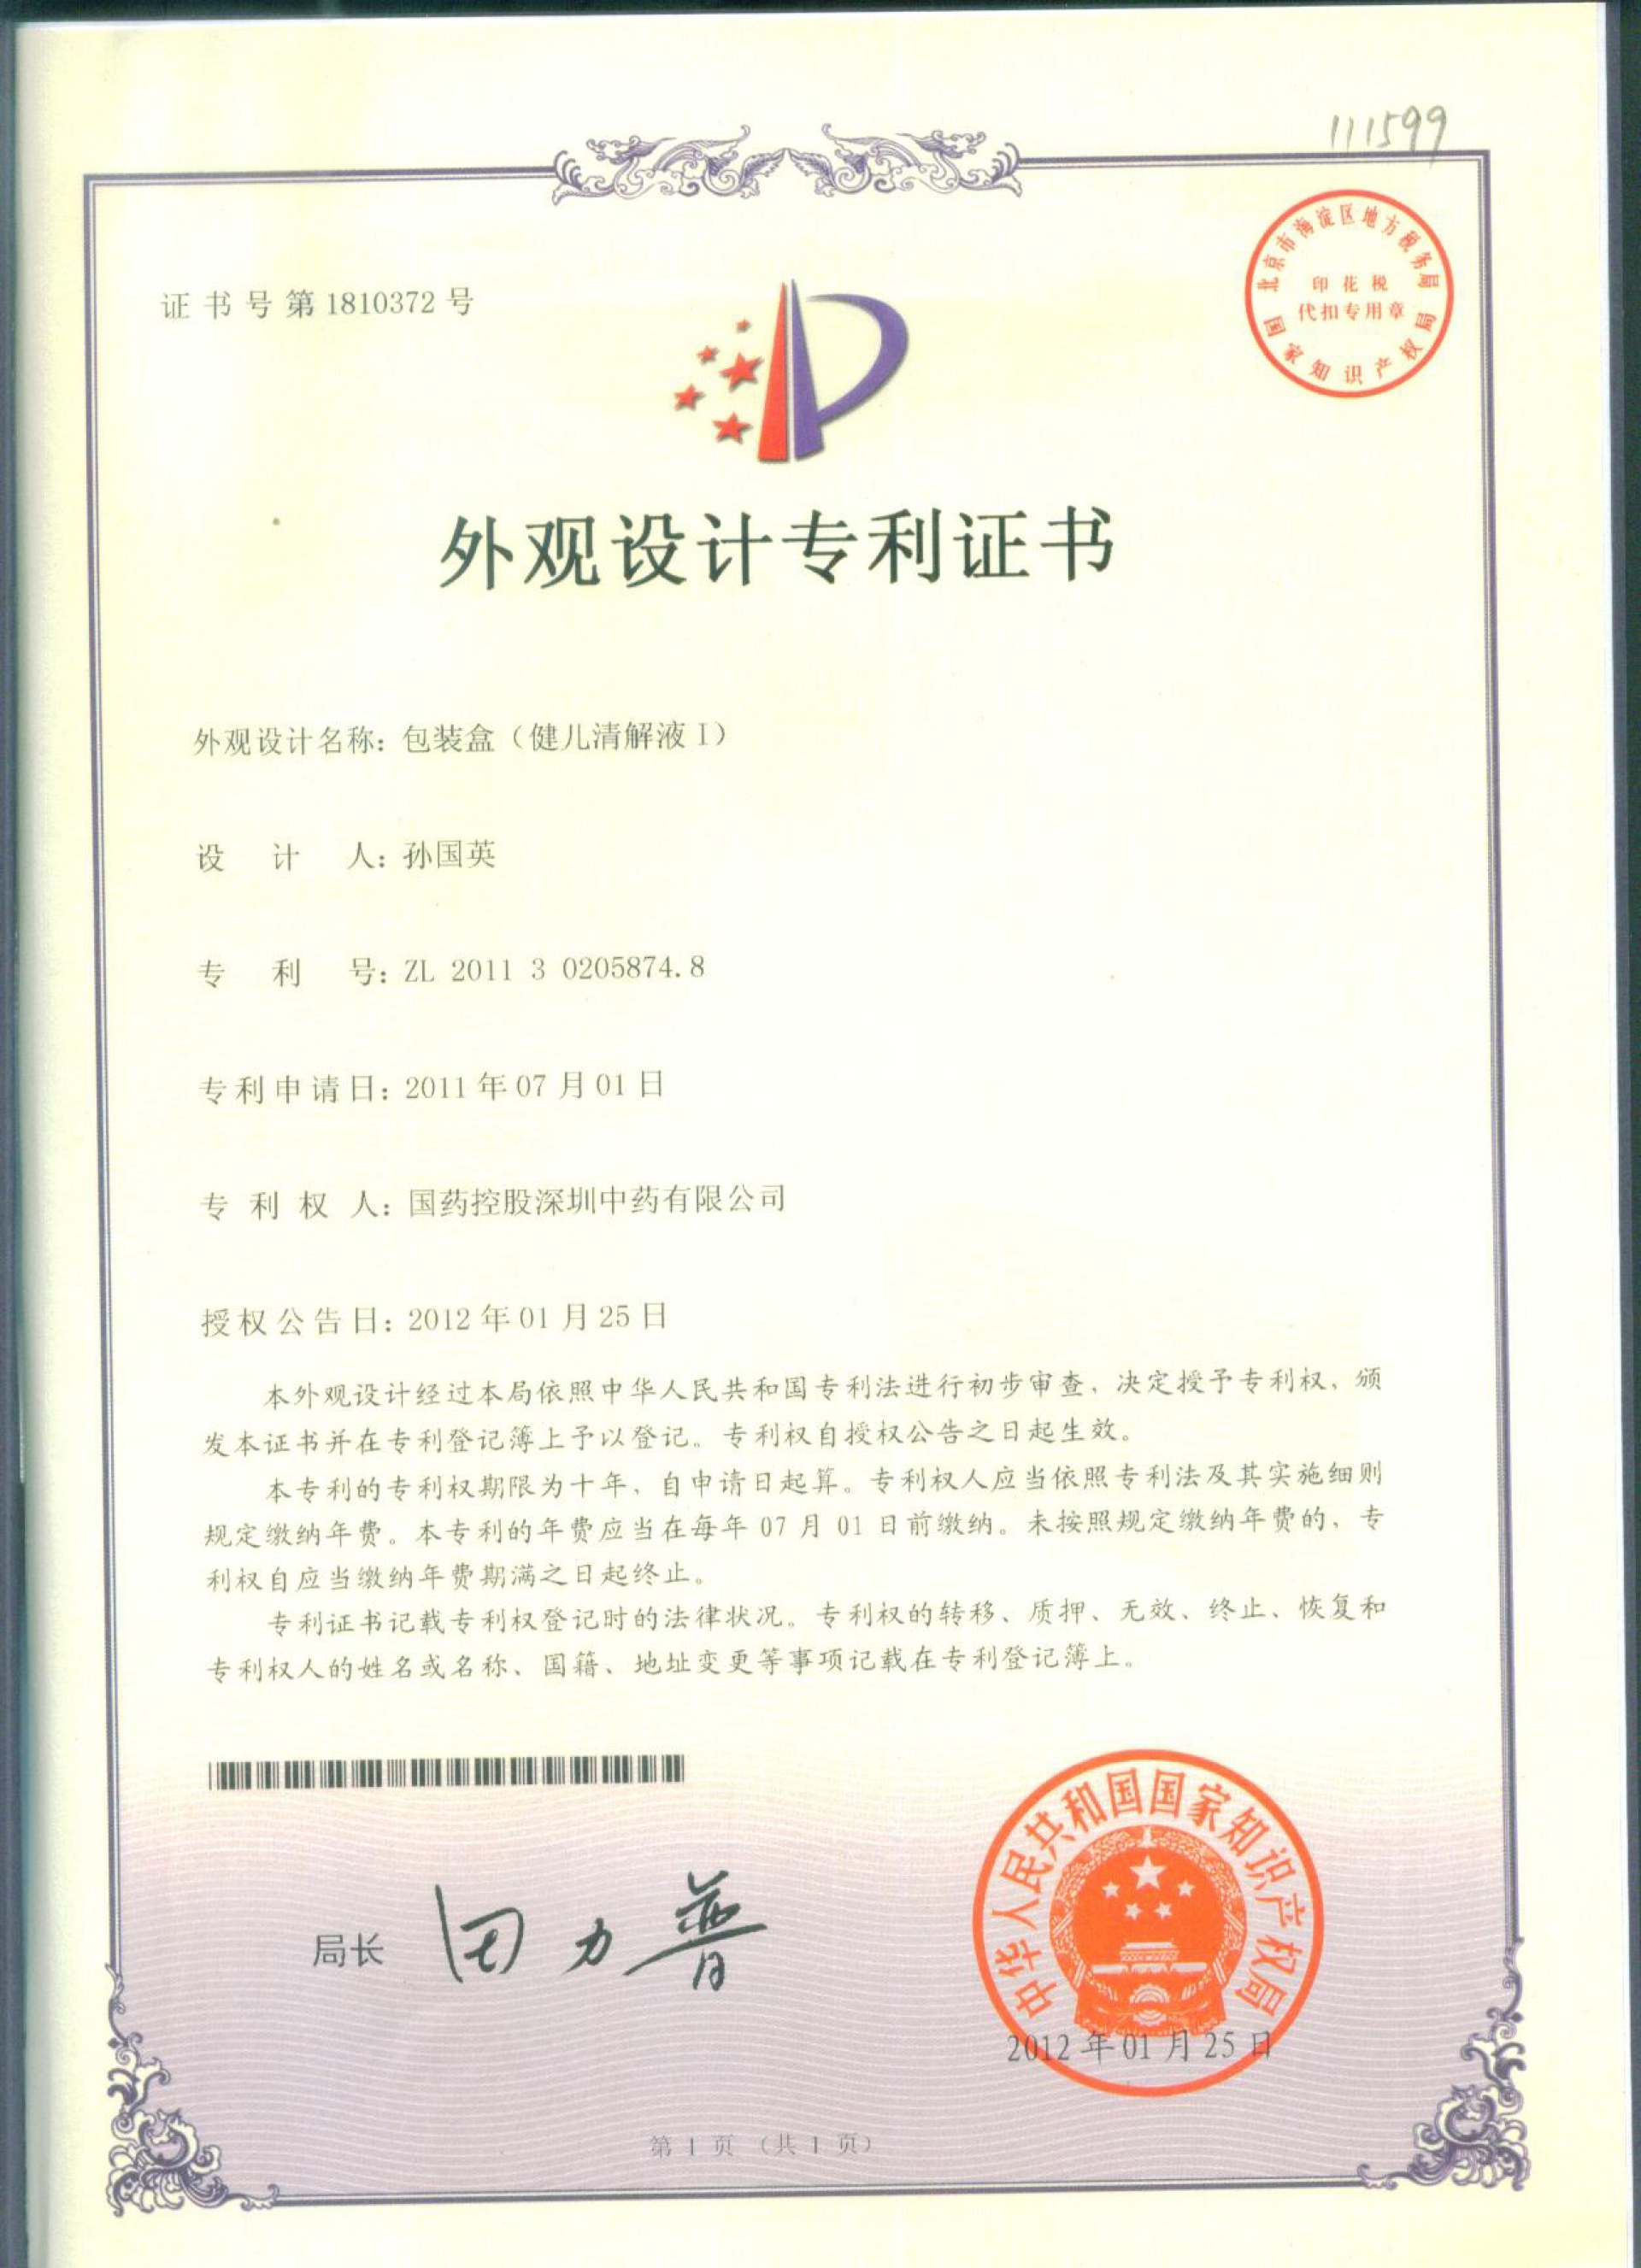 111599
北京市海淀区地方税务局
印花税
代扣专用章
国家知识产权局
证书号第1810372号
外观设计专利证书
外观设计名称：包装盒（健儿清解液I）
设计人：孙国英
专利号：ZL 2011 3 0205874.8
专利申请日：2011年07月01日
专利权人：国药控股深圳中药有限公司
授权公告日：2012年01月25日
本外观设计经过本局依照中华人民共和国专利法进行初步审查，决定授予专利权，颁
发本证书并在专利登记簿上予以登记。专利权自授权公告之日起生效。
本专利的专利权期限为十年，自申请日起算。专利权人应当依照专利法及其实施细则
规定缴纳年费。本专利的年费应当在每年 07 月 01 日前缴纳。未按照规定缴纳年费的，专
利权自应当缴纳年费期满之日起终止。
专利证书记载专利权登记时的法律状况。专利权的转移、质押、无效、终止、恢复和
专利权人的姓名或名称、国籍、地址变更等事项记载在专利登记簿上。
局长 田力普
中华人民共和国国家知识产权局
2012年01月25日
第1页（共1页）